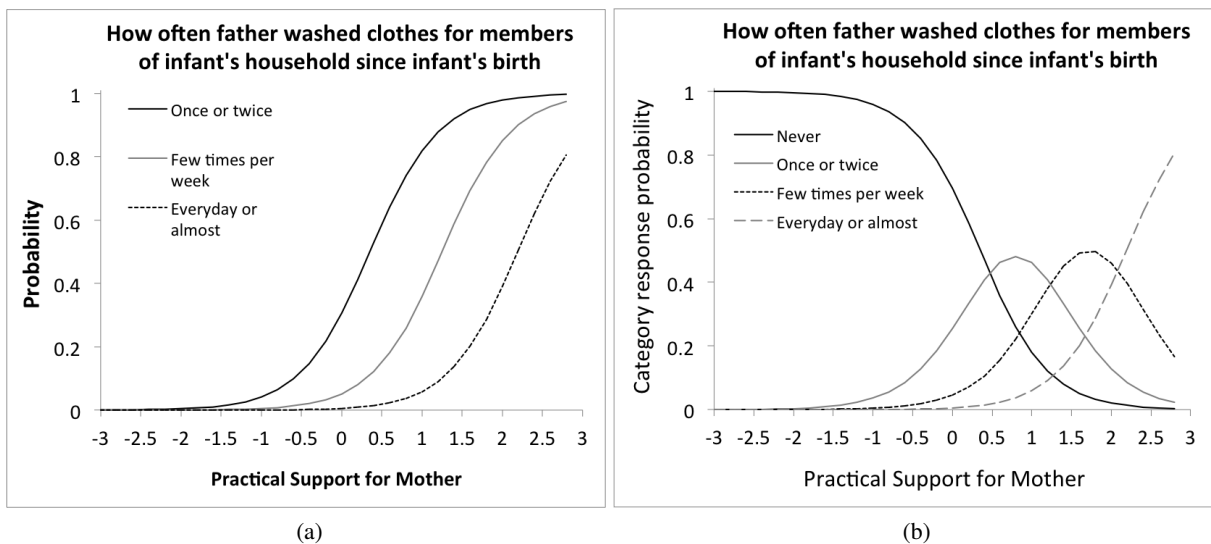 How often father washed clothes for members
of infant's household since infant's birth
1
0.8
0.6
0.4
0.2
0
Probability
Once or twice
Few times per
week
Everyday or
almost
-3 -2.5 -2 -1.5 -1 -0.5 0 0.5 1 1.5 2 2.5 3
Practical Support for Mother
(a)
How often father washed clothes for members
of infant's household since infant's birth
1
0.8
0.6
0.4
0.2
0
Category response probability
Never
Once or twice
Few times per week
Everyday or almost
-3 -2.5 -2 -1.5 -1 -0.5 0 0.5 1 1.5 2 2.5 3
Practical Support for Mother
(b)